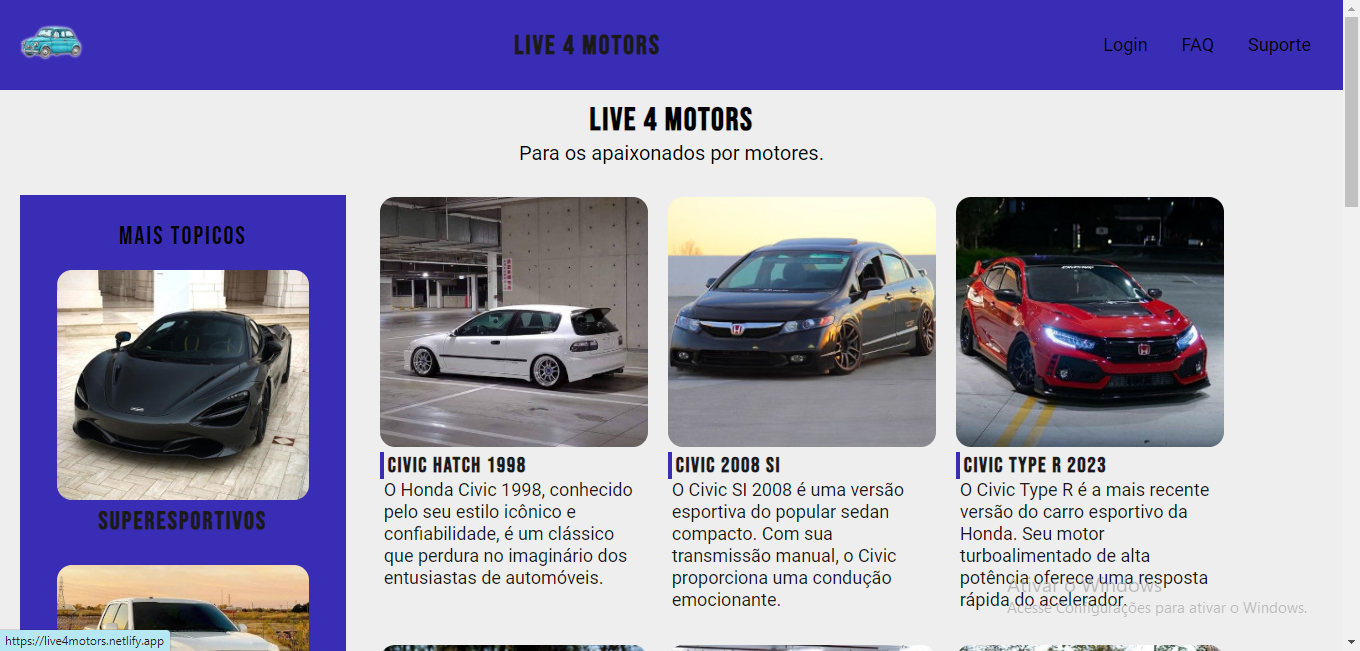 LIVE 4 MOTORS
Login FAQ Suporte
LIVE 4 MOTORS
Para os apaixonados por motores.
MAIS TOPICOS
SUPERESPORTIVOS
CIVIC HATCH 1998
O Honda Civic 1998, conhecido
pelo seu estilo icônico e
confiabilidade, é um clássico
que perdura no imaginário dos
entusiastas de automóveis.
CIVIC 2008 SI
O Civic SI 2008 é uma versão
esportiva do popular sedan
compacto. Com sua
transmissão manual, o Civic
proporciona uma condução
emocionante.
CIVIC TYPE R 2023
O Civic Type R é a mais recente
versão do carro esportivo da
Honda. Seu motor
turboalimentado de alta
potência oferece uma resposta
rápida do acelerador.
Ativar o Windows
Acesse Configurações para ativar o Windows.
https://live4motors.netlify.app